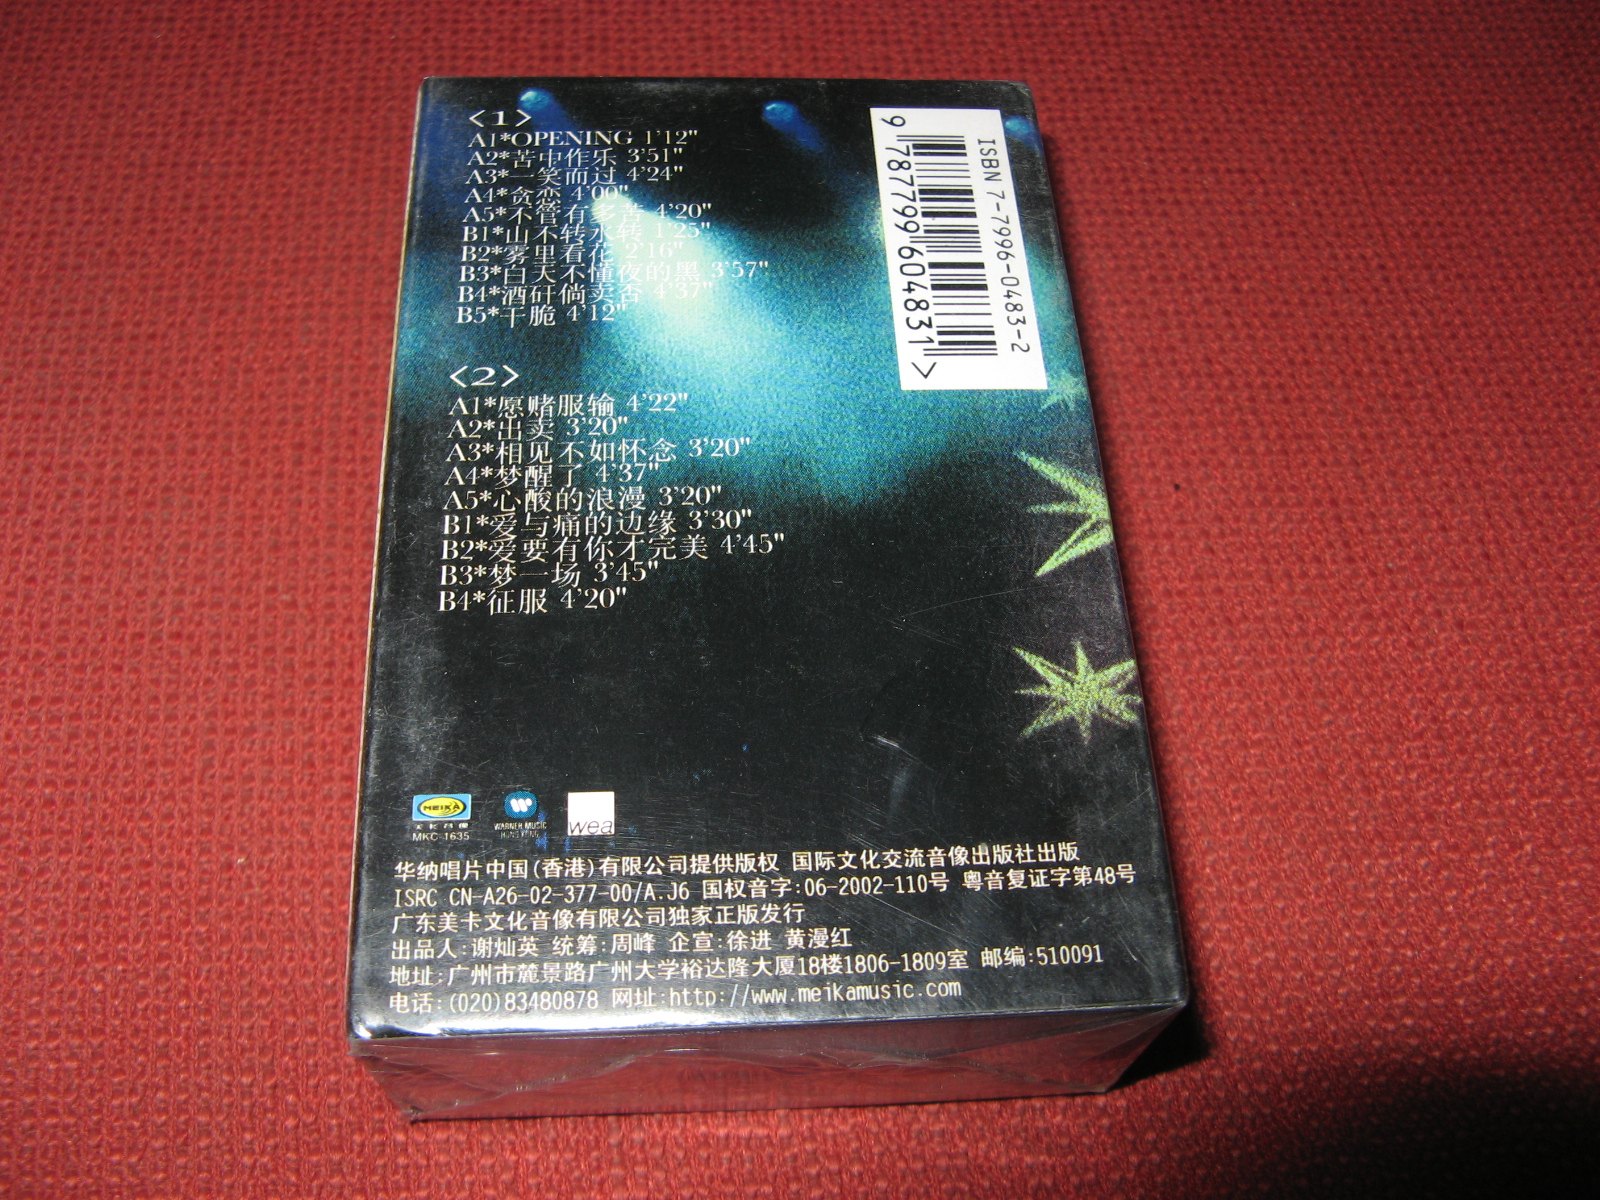 <1>
A1*OPENING 1'12"
A2*苦中作乐 3'51"
A3*一笑而过 4'24"
A4*贪恋 4'00"
A5*不管有多苦 4'20"
B1*山不转水转 1'25"
B2*雾里看花 2'16"
B3*白天不懂夜的黑 3'57"
B4*酒矸倘卖否 4'37"
B5*干脆 4'12"
<2>
A1*愿赌服输 4'22"
A2*出卖 3'20"
A3*相见不如怀念 3'20"
A4*梦醒了 4'37"
A5*心酸的浪漫 3'20"
B1*爱与痛的边缘 3'30"
B2*爱要有你才完美 4'45"
B3*梦一场 3'45"
B4*征服 4'20"
ISBN 7-7996-0483-2
9 787799 604831 >
MEIKA
美卡音像
MKC-1635
WARNER MUSIC
HONG KONG
wea
华纳唱片中国(香港)有限公司提供版权 国际文化交流音像出版社出版
ISRC CN-A26-02-377-00/A.J6 国权音字:06-2002-110号 粤音复证字第48号
广东美卡文化音像有限公司独家正版发行
出品人:谢灿英 统筹:周峰 企宣:徐进 黄漫红
地址:广州市麓景路广州大学裕达隆大厦18楼1806-1809室 邮编:510091
电话:(020)83480878 网址:http://www.meikamusic.com